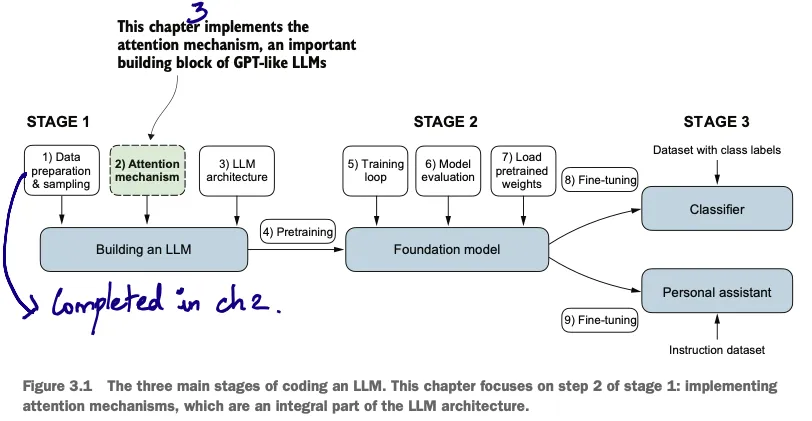 3
This chapter implements the
attention mechanism, an important
building block of GPT-like LLMs
STAGE 1
STAGE 2
STAGE 3
1) Data
preparation
& sampling
2) Attention
mechanism
3) LLM
architecture
5) Training
loop
6) Model
evaluation
7) Load
pretrained
weights
8) Fine-tuning
Dataset with class labels
Classifier
4) Pretraining
Building an LLM
Foundation model
Completed in ch 2.
Personal assistant
9) Fine-tuning
Instruction dataset
Figure 3.1 The three main stages of coding an LLM. This chapter focuses on step 2 of stage 1: implementing
attention mechanisms, which are an integral part of the LLM architecture.